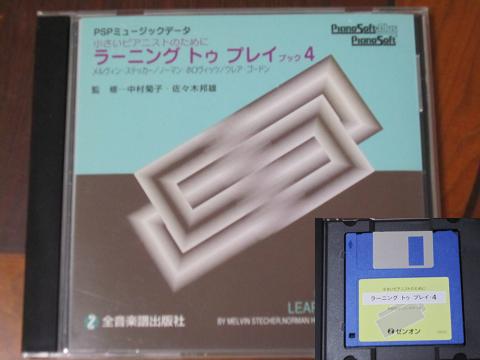 PSPミュージックデータ
小さいピアニストのために
ラーニング トゥ プレイ ブック 4
メルヴィン・ステッカー/ノーマン ホロヴィッツ/クレア・ゴードン
監 修―中村菊子・佐々木邦雄
PianoSoft Plus
PianoSoft
全音楽譜出版社
LEAR
BY MELVIN STECHER,NORMAN H
小さいピアニストのために
ラーニング トゥ プレイ・4
ゼンオン